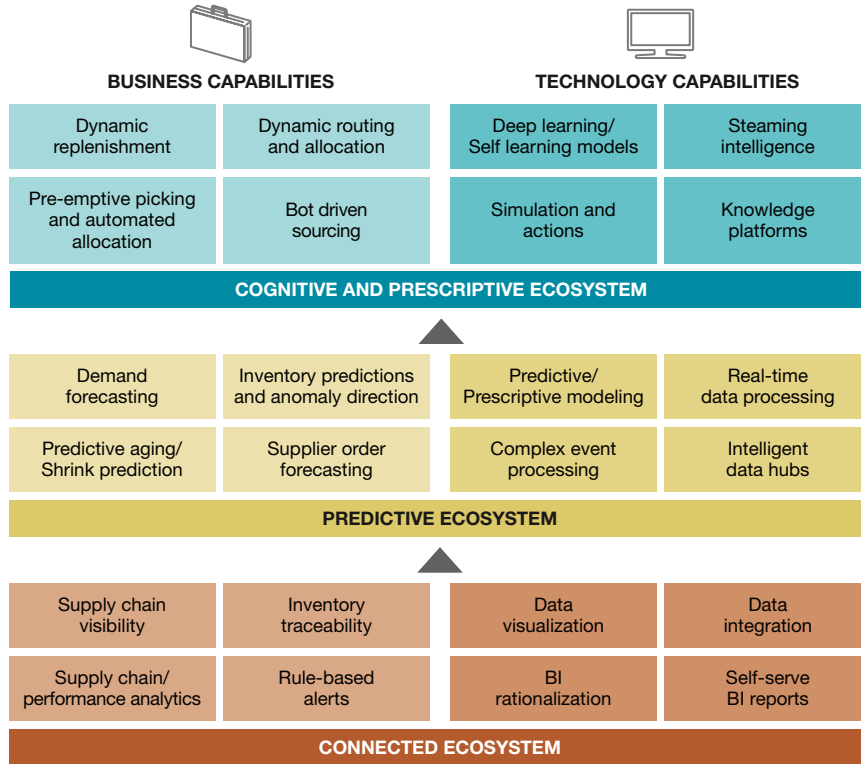 BUSINESS CAPABILITIES
TECHNOLOGY CAPABILITIES
Dynamic
replenishment
Dynamic routing
and allocation
Deep learning/
Self learning models
Steaming
intelligence
Pre-emptive picking
and automated
allocation
Bot driven
sourcing
Simulation and
actions
Knowledge
platforms
COGNITIVE AND PRESCRIPTIVE ECOSYSTEM
Demand
forecasting
Inventory predictions
and anomaly direction
Predictive/
Prescriptive modeling
Real-time
data processing
Predictive aging/
Shrink prediction
Supplier order
forecasting
Complex event
processing
Intelligent
data hubs
PREDICTIVE ECOSYSTEM
Supply chain
visibility
Inventory
traceability
Data
visualization
Data
integration
Supply chain/
performance analytics
Rule-based
alerts
BI
rationalization
Self-serve
BI reports
CONNECTED ECOSYSTEM